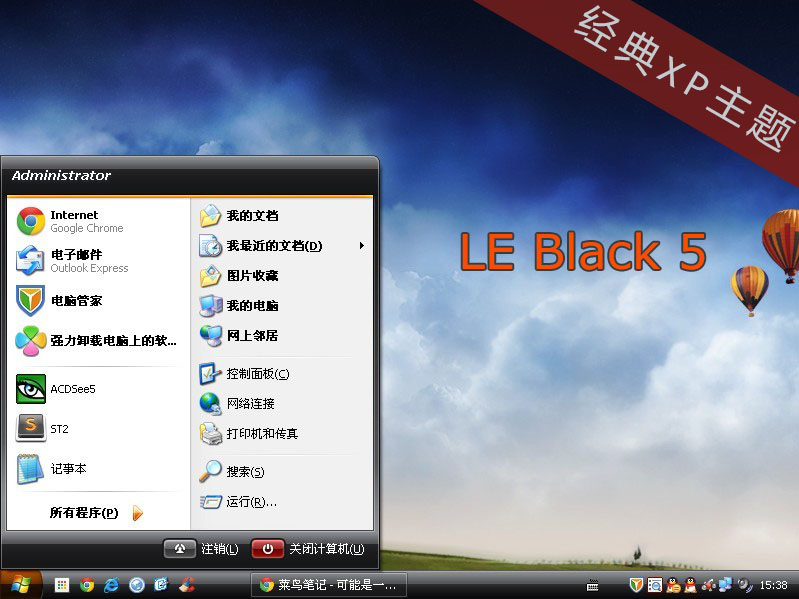 经典XP主题
LE Black 5
Administrator
Internet
Google Chrome
电子邮件
Outlook Express
电脑管家
强力卸载电脑上的软...
ACDSee5
ST2
记事本
所有程序(P)
我的文档
我最近的文档(D)
图片收藏
我的电脑
网上邻居
控制面板(C)
网络连接
打印机和传真
搜索(S)
运行(R)...
注销(L)
关闭计算机(U)
菜鸟笔记 - 可能是一...
15:38